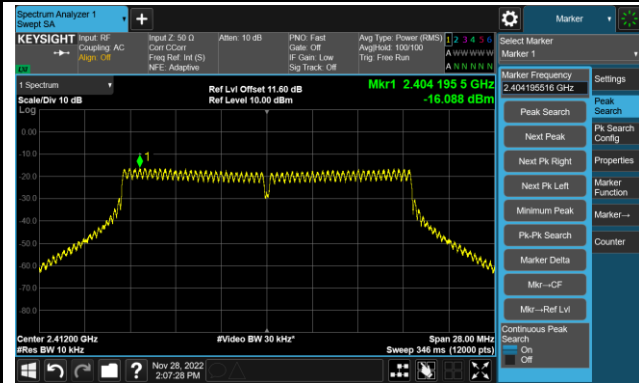 Spectrum Analyzer 1
Swept SA
Marker
KEYSIGHT
Input: RF
Coupling: AC
Align: Off
Input Z: 50 Ω
Corr CCorr
Freq Ref: Int (S)
NFE: Adaptive
Atten: 10 dB
PNO: Fast
Gate: Off
IF Gain: Low
Sig Track: Off
Avg Type: Power (RMS)
Avg|Hold: 100/100
Trig: Free Run
1 2 3 4 5 6
A W W W W W
A N N N N N
Select Marker
Marker 1
1 Spectrum
Scale/Div 10 dB
Log
Ref Lvl Offset 11.60 dB
Ref Level 10.00 dBm
Mkr1 2.404 195 5 GHz
-16.088 dBm
1
0.00
-10.0
-20.0
-30.0
-40.0
-50.0
-60.0
-70.0
-80.0
Center 2.41200 GHz
#Res BW 10 kHz
#Video BW 30 kHz*
Span 28.00 MHz
Sweep 346 ms (12000 pts)
Marker Frequency
2.404195516 GHz
Peak Search
Next Peak
Next Pk Right
Next Pk Left
Minimum Peak
Pk-Pk Search
Marker Delta
Mkr→CF
Mkr→Ref Lvl
Continuous Peak
Search
On
Off
Settings
Peak
Search
Pk Search
Config
Properties
Marker
Function
Marker→
Counter
Nov 28, 2022
2:07:28 PM